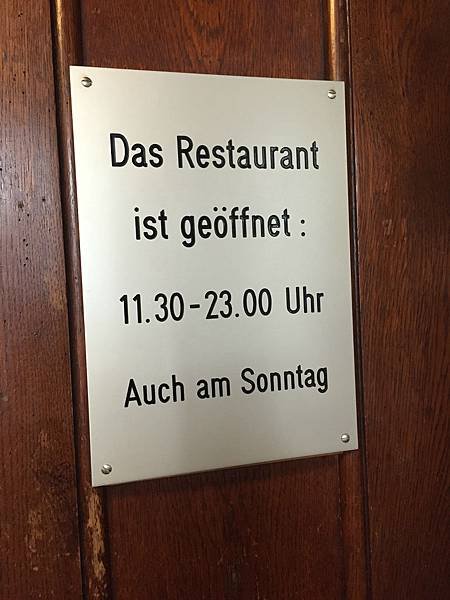 Das Restaurant
ist geöffnet :
11.30-23.00 Uhr
Auch am Sonntag